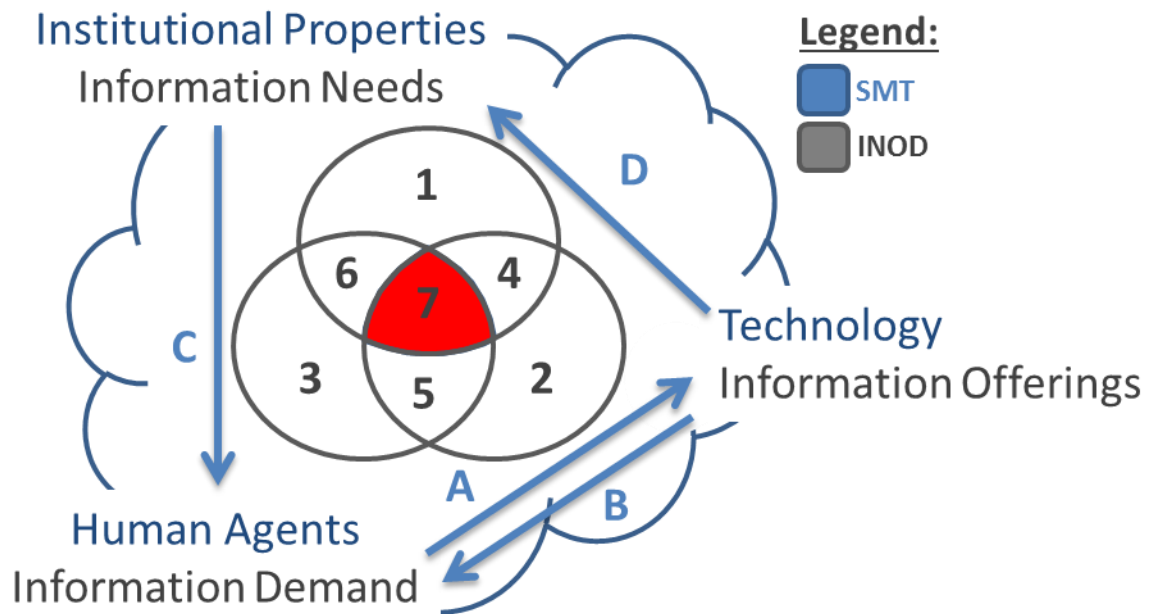 Institutional Properties
Information Needs
Legend:
SMT
INOD
D
1
6
4
7
C
3
5
2
Technology
Information Offerings
A
B
Human Agents
Information Demand